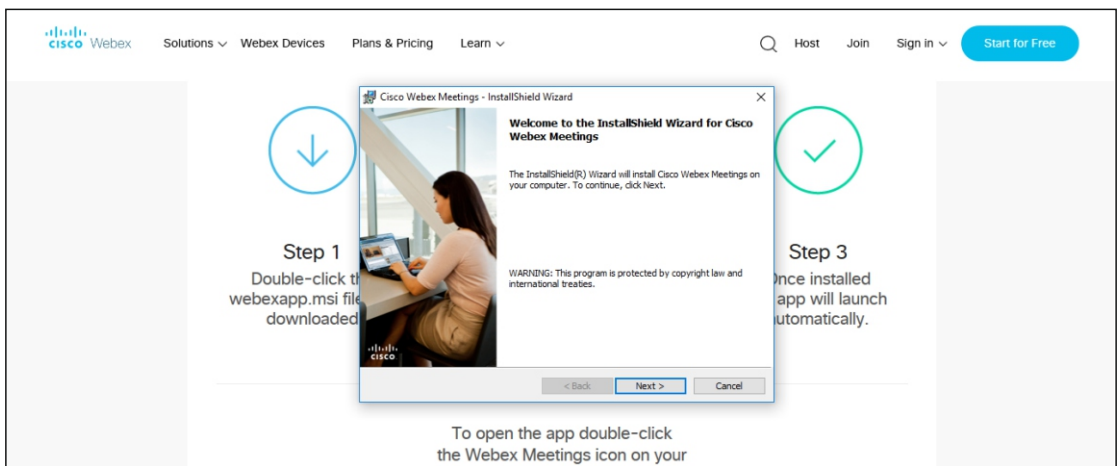 CISCO Webex Solutions Webex Devices Plans & Pricing Learn Host Join Sign in Start for Free
Cisco Webex Meetings - InstallShield Wizard
Welcome to the InstallShield Wizard for Cisco
Webex Meetings
The InstallShield(R) Wizard will install Cisco Webex Meetings on
your computer. To continue, click Next.
WARNING: This program is protected by copyright law and
international treaties.
CISCO
< Back Next > Cancel
Step 1
Double-click
webexapp.msi
downloaded
Step 3
installed
app will launch
To open the app double-click
the Webex Meetings icon on your